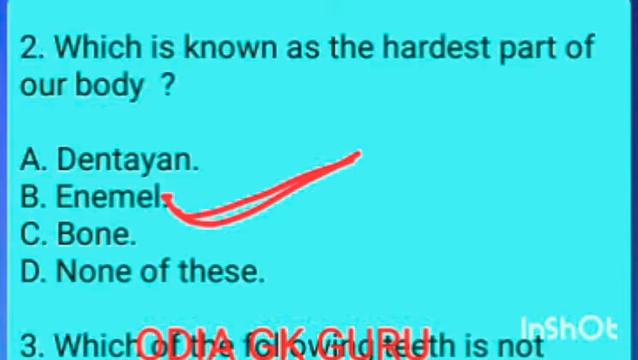 2. Which is known as the hardest part of
our body ?
A. Dentayan.
B. Enemel.
C. Bone.
D. None of these.
InShOt
3. Which of the following teeth is not
ODIA GK GURU